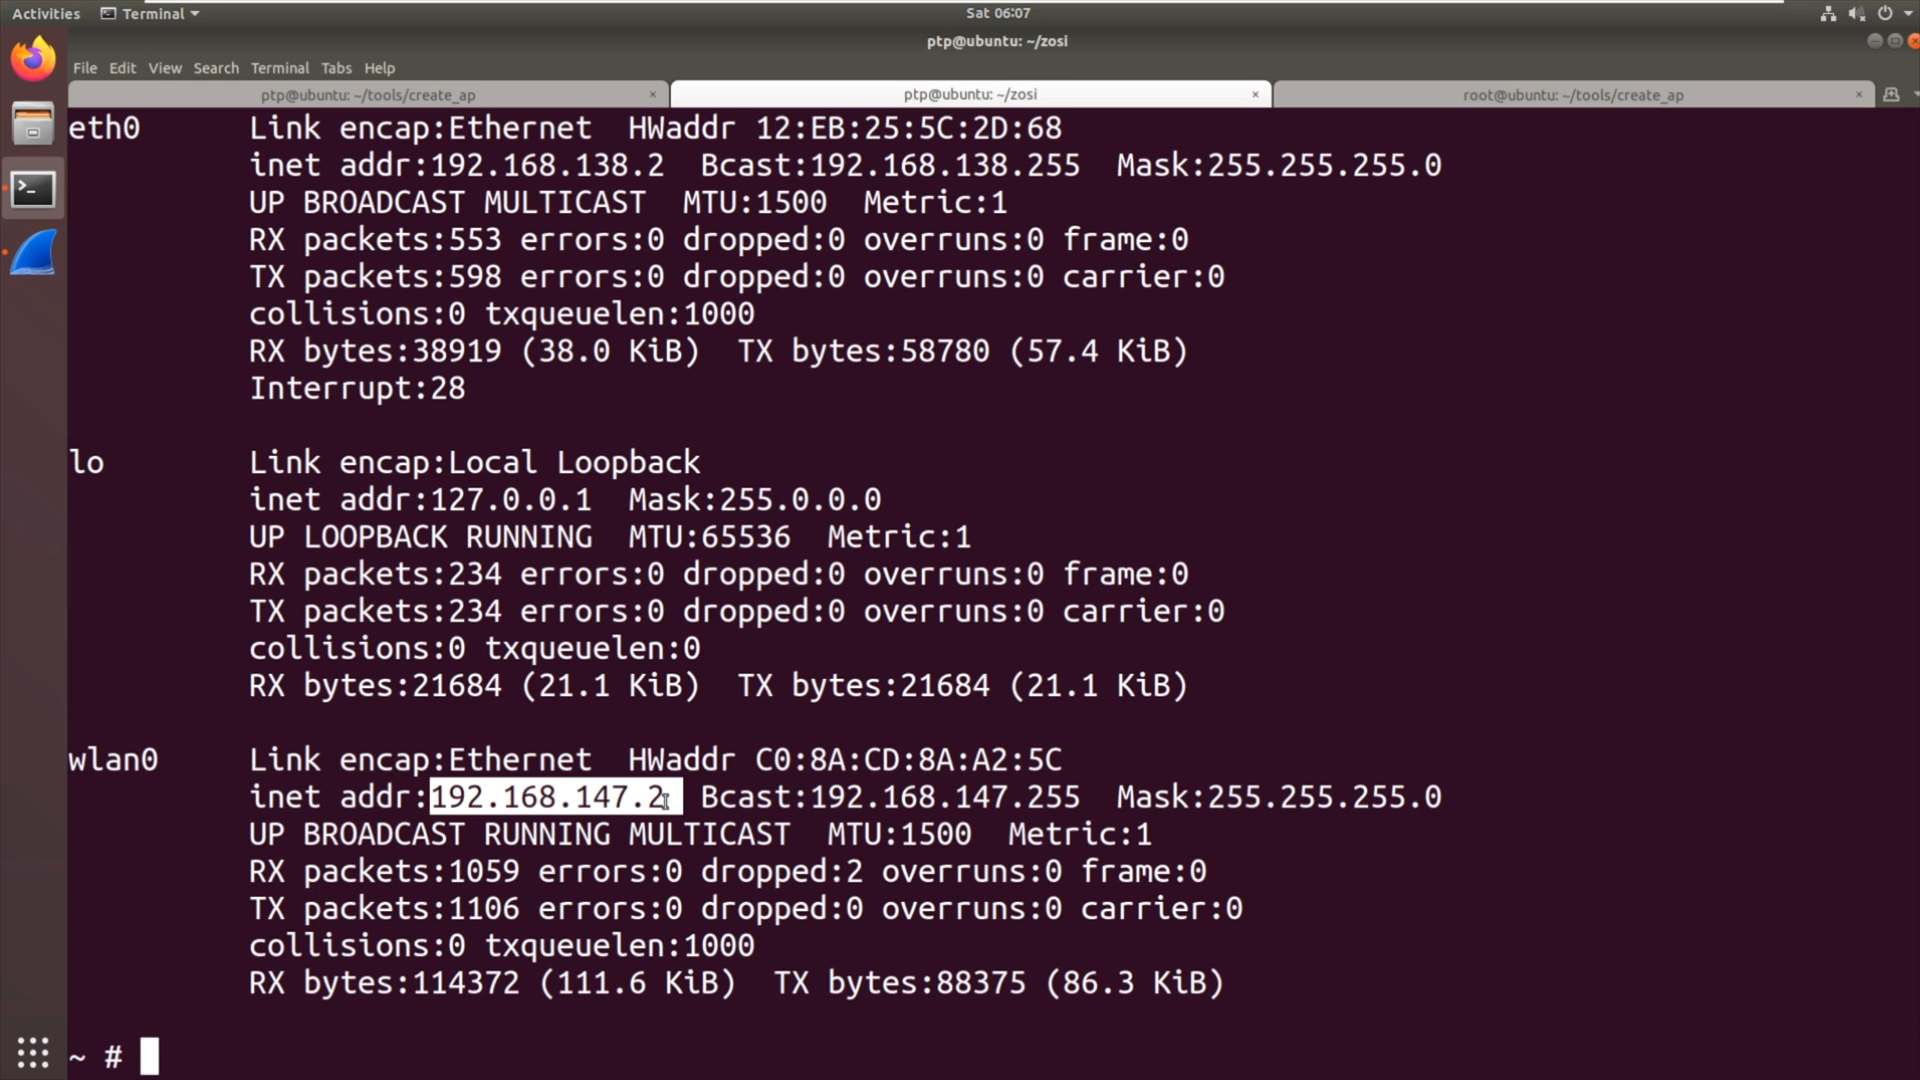 Activities Terminal Sat 06:07
ptp@ubuntu: ~/zosi
File Edit View Search Terminal Tabs Help
ptp@ubuntu: ~/tools/create_ap × ptp@ubuntu: ~/zosi × root@ubuntu: ~/tools/create_ap ×
eth0 Link encap:Ethernet HWaddr 12:EB:25:5C:2D:68
inet addr:192.168.138.2 Bcast:192.168.138.255 Mask:255.255.255.0
UP BROADCAST MULTICAST MTU:1500 Metric:1
RX packets:553 errors:0 dropped:0 overruns:0 frame:0
TX packets:598 errors:0 dropped:0 overruns:0 carrier:0
collisions:0 txqueuelen:1000
RX bytes:38919 (38.0 KiB) TX bytes:58780 (57.4 KiB)
Interrupt:28
lo Link encap:Local Loopback
inet addr:127.0.0.1 Mask:255.0.0.0
UP LOOPBACK RUNNING MTU:65536 Metric:1
RX packets:234 errors:0 dropped:0 overruns:0 frame:0
TX packets:234 errors:0 dropped:0 overruns:0 carrier:0
collisions:0 txqueuelen:0
RX bytes:21684 (21.1 KiB) TX bytes:21684 (21.1 KiB)
wlan0 Link encap:Ethernet HWaddr C0:8A:CD:8A:A2:5C
inet addr:192.168.147.2 Bcast:192.168.147.255 Mask:255.255.255.0
UP BROADCAST RUNNING MULTICAST MTU:1500 Metric:1
RX packets:1059 errors:0 dropped:2 overruns:0 frame:0
TX packets:1106 errors:0 dropped:0 overruns:0 carrier:0
collisions:0 txqueuelen:1000
RX bytes:114372 (111.6 KiB) TX bytes:88375 (86.3 KiB)
~ #